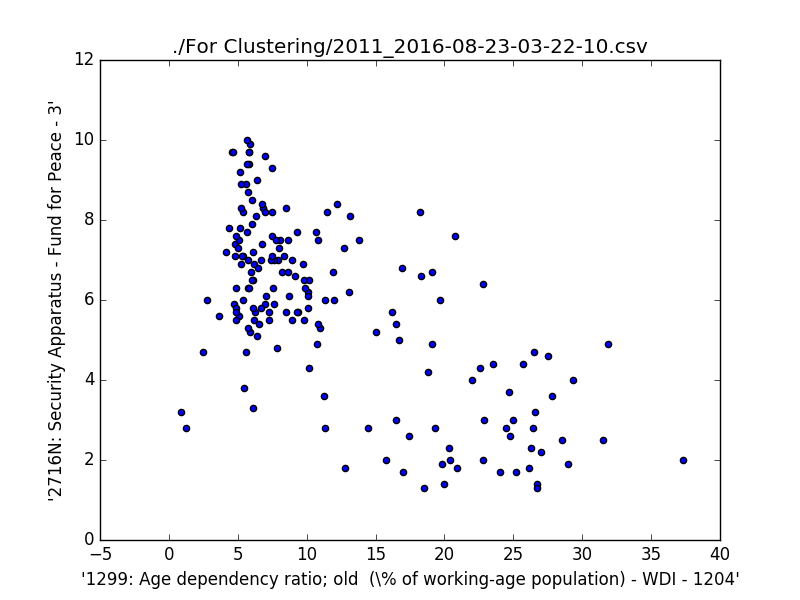 ./For Clustering/2011_2016-08-23-03-22-10.csv
12
10
8
6
4
2
0
'2716N: Security Apparatus - Fund for Peace - 3'
−5 0 5 10 15 20 25 30 35 40
'1299: Age dependency ratio; old  (\% of working-age population) - WDI - 1204'